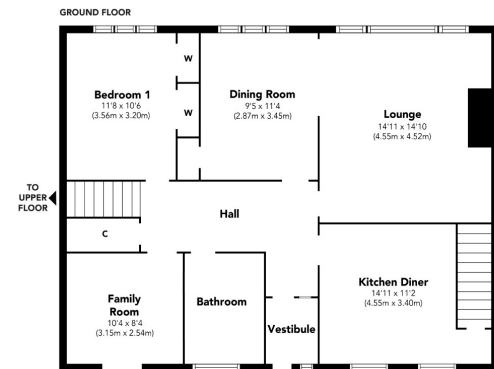 GROUND FLOOR
W
Bedroom 1
11'8 x 10'6
(3.56m x 3.20m)
W
Dining Room
9'5 x 11'4
(2.87m x 3.45m)
Lounge
14'11 x 14'10
(4.55m x 4.52m)
TO
UPPER
FLOOR
Hall
C
Family
Room
10'4 x 8'4
(3.15m x 2.54m)
Bathroom
Vestibule
Kitchen Diner
14'11 x 11'2
(4.55m x 3.40m)